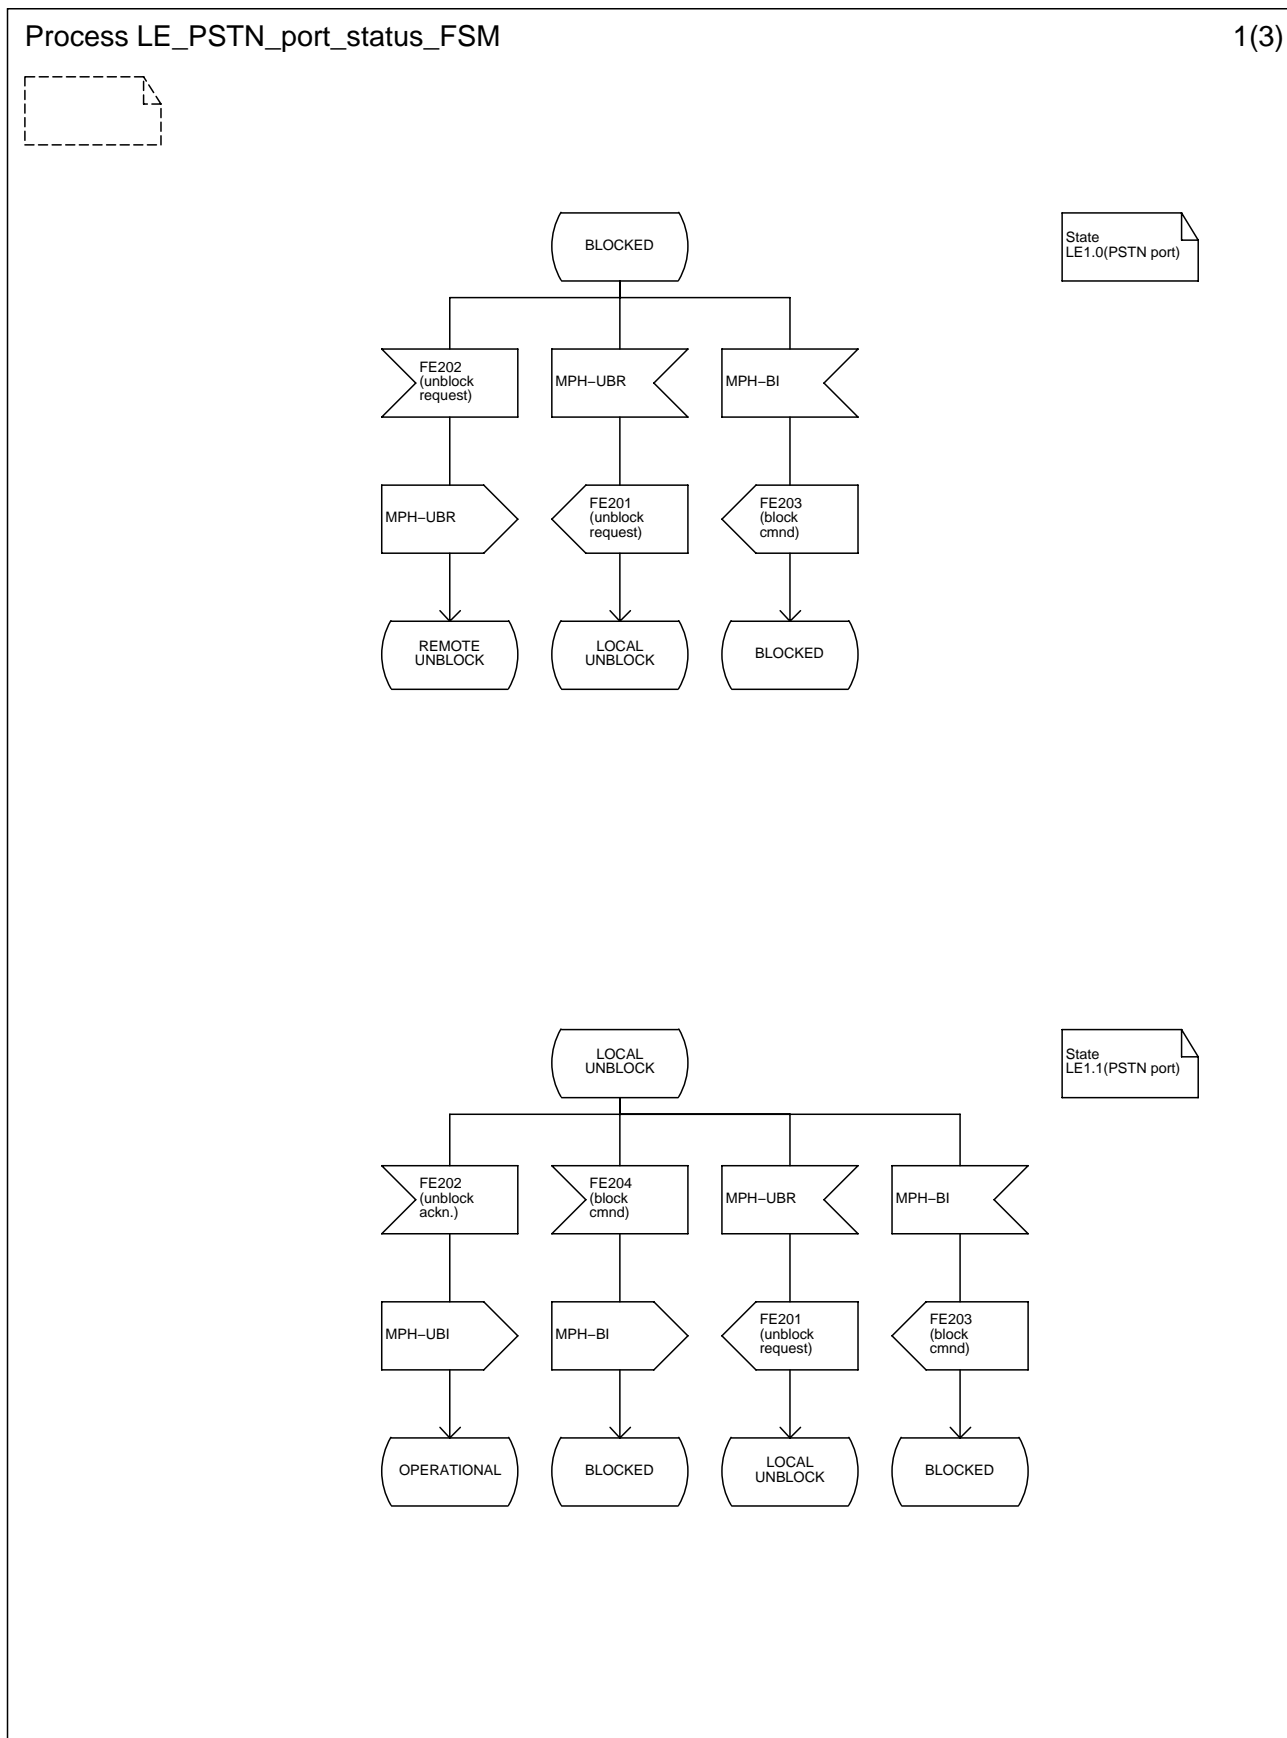 Process LE_PSTN_port_status_FSM
1(3)
BLOCKED
State
LE1.0(PSTN port)
FE202
(unblock
request)
MPH−UBR
MPH−BI
MPH−UBR
FE201
(unblock
request)
FE203
(block
cmnd)
REMOTE
UNBLOCK
LOCAL
UNBLOCK
BLOCKED
LOCAL
UNBLOCK
State
LE1.1(PSTN port)
FE202
(unblock
ackn.)
FE204
(block
cmnd)
MPH−UBR
MPH−BI
MPH−UBI
MPH−BI
FE201
(unblock
request)
FE203
(block
cmnd)
OPERATIONAL
BLOCKED
LOCAL
UNBLOCK
BLOCKED